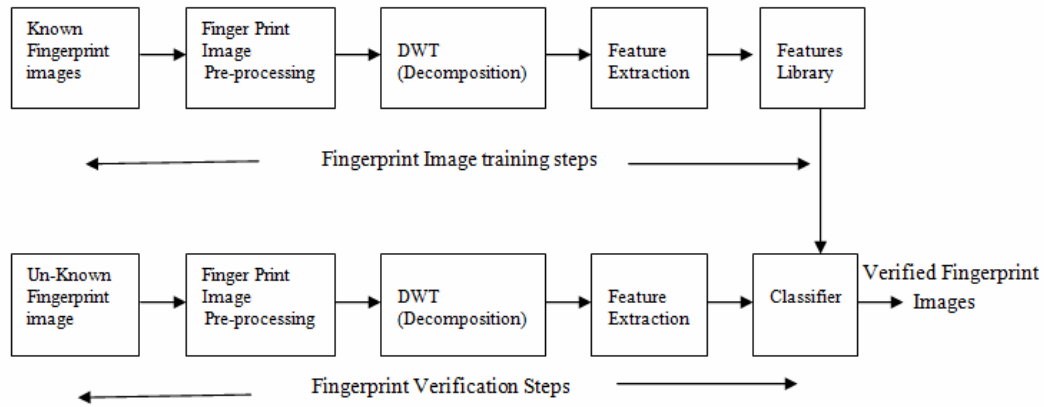 Known
Fingerprint
images
Finger Print
Image
Pre-processing
DWT
(Decomposition)
Feature
Extraction
Features
Library
Fingerprint Image training steps
Un-Known
Fingerprint
image
Finger Print
Image
Pre-processing
DWT
(Decomposition)
Feature
Extraction
Classifier
Verified Fingerprint
Images
Fingerprint Verification Steps